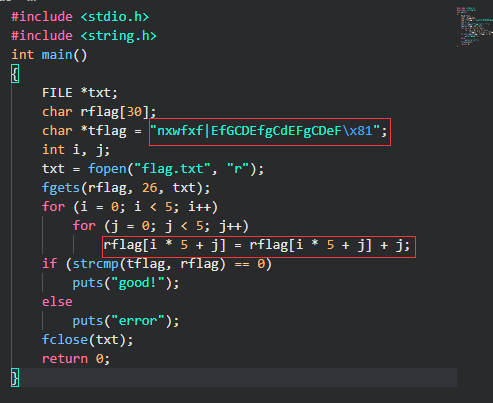 #include <stdio.h>
#include <string.h>
int main()
{
    FILE *txt;
    char rflag[30];
    char *tflag = "nxwfxf|EfGCDEfgCdEFgCDeF\x81";
    int i, j;
    txt = fopen("flag.txt", "r");
    fgets(rflag, 26, txt);
    for (i = 0; i < 5; i++)
        for (j = 0; j < 5; j++)
            rflag[i * 5 + j] = rflag[i * 5 + j] + j;
    if (strcmp(tflag, rflag) == 0)
        puts("good!");
    else
        puts("error");
    fclose(txt);
    return 0;
}